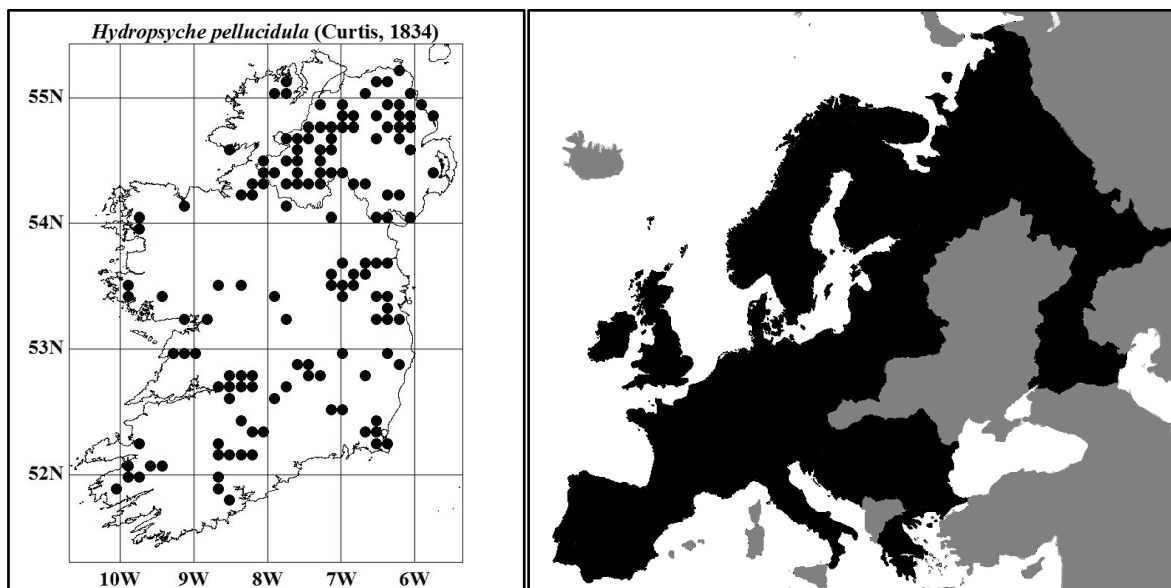 Hydropsyche pellucidula (Curtis, 1834)
55N
54N
53N
52N
10W 9W 8W 7W 6W